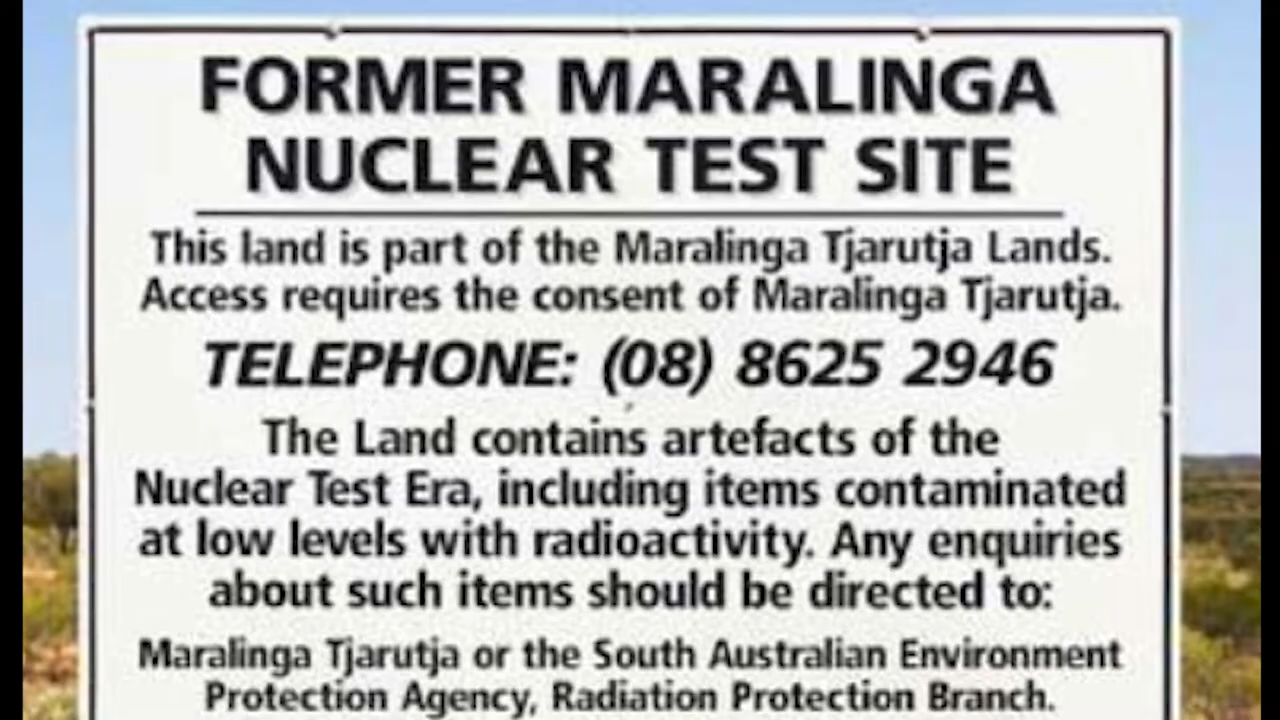 FORMER MARALINGA
NUCLEAR TEST SITE
This land is part of the Maralinga Tjarutja Lands.
Access requires the consent of Maralinga Tjarutja.
TELEPHONE: (08) 8625 2946
The Land contains artefacts of the
Nuclear Test Era, including items contaminated
at low levels with radioactivity. Any enquiries
about such items should be directed to:
Maralinga Tjarutja or the South Australian Environment
Protection Agency, Radiation Protection Branch.